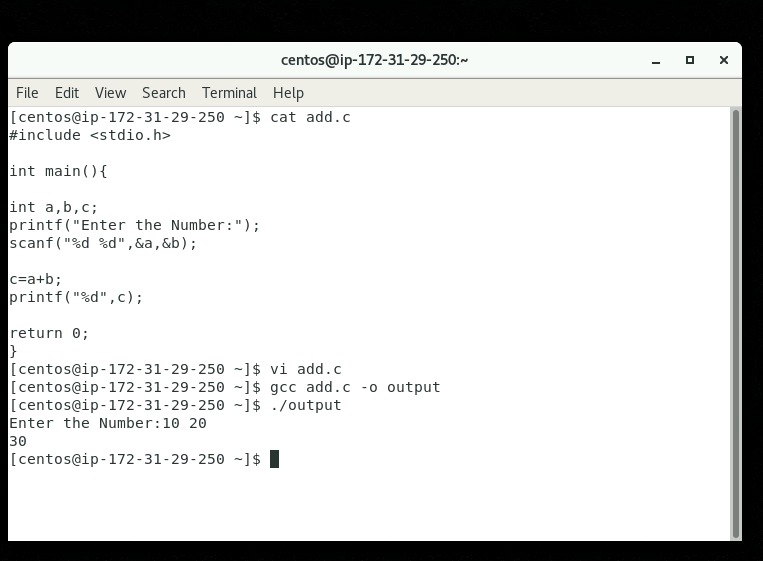 centos@ip-172-31-29-250:~
File Edit View Search Terminal Help
[centos@ip-172-31-29-250 ~]$ cat add.c
#include <stdio.h>
int main(){
int a,b,c;
printf("Enter the Number:");
scanf("%d %d",&a,&b);
c=a+b;
printf("%d",c);
return 0;
}
[centos@ip-172-31-29-250 ~]$ vi add.c
[centos@ip-172-31-29-250 ~]$ gcc add.c -o output
[centos@ip-172-31-29-250 ~]$ ./output
Enter the Number:10 20
30
[centos@ip-172-31-29-250 ~]$